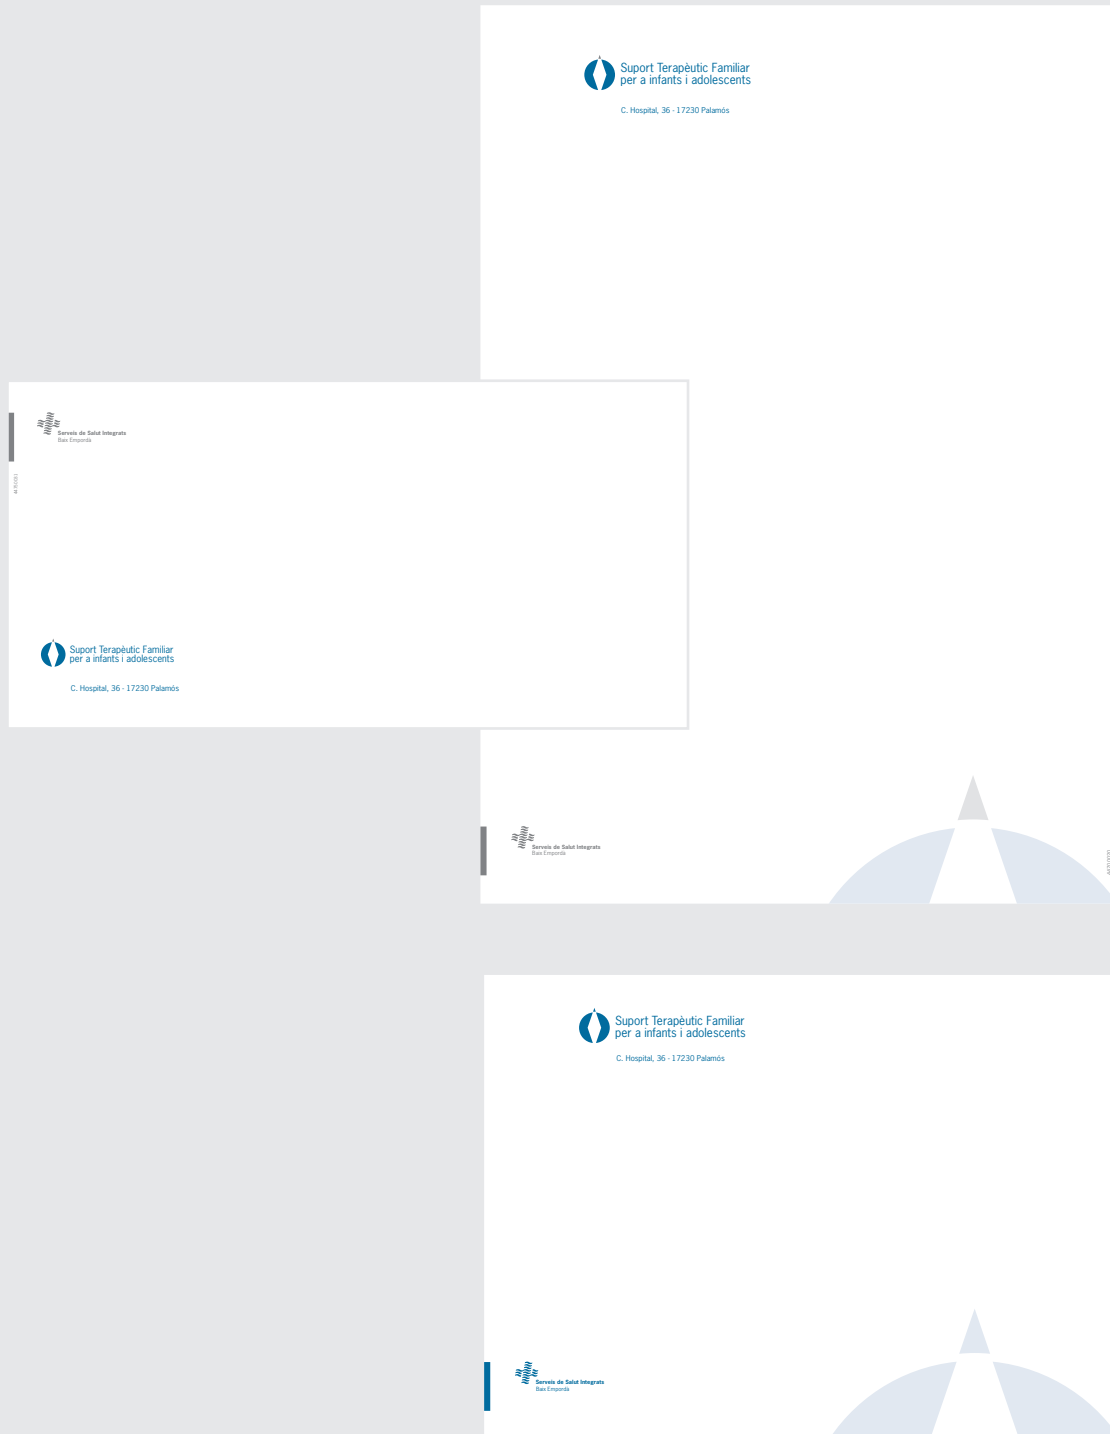 Suport Terapèutic Familiar
per a infants i adolescents
C. Hospital, 36 - 17230 Palamós
Serveis de Salut Integrats
Baix Empordà
Suport Terapèutic Familiar
per a infants i adolescents
C. Hospital, 36 - 17230 Palamós
Serveis de Salut Integrats
Baix Empordà
Suport Terapèutic Familiar
per a infants i adolescents
C. Hospital, 36 - 17230 Palamós
Serveis de Salut Integrats
Baix Empordà